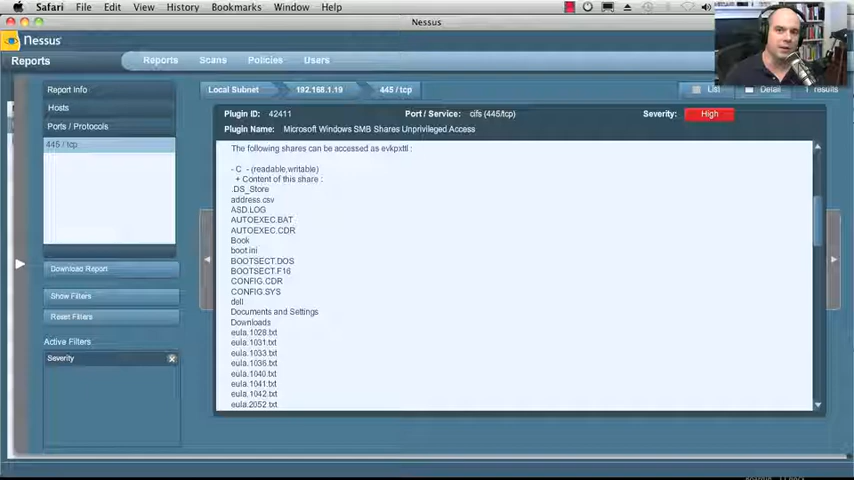 Safari File Edit View History Bookmarks Window Help
Nessus
Nessus
Reports
Reports Scans Policies Users
Report Info
Local Subnet 192.168.1.19 445 / tcp
List Detail results
Hosts
Plugin ID: 42411 Port / Service: cifs (445/tcp) Severity: High
Ports / Protocols
Plugin Name: Microsoft Windows SMB Shares Unprivileged Access
445 / tcp
The following shares can be accessed as evkpxttl :
- C - (readable,writable)
+ Content of this share :
.DS_Store
address.csv
ASD.LOG
AUTOEXEC.BAT
AUTOEXEC.CDR
Book
boot.ini
BOOTSECT.DOS
BOOTSECT.F16
CONFIG.CDR
CONFIG.SYS
dell
Documents and Settings
Downloads
eula.1028.txt
eula.1031.txt
eula.1033.txt
eula.1036.txt
eula.1040.txt
eula.1041.txt
eula.1042.txt
eula.2052.txt
Download Report
Show Filters
Reset Filters
Active Filters
Severity